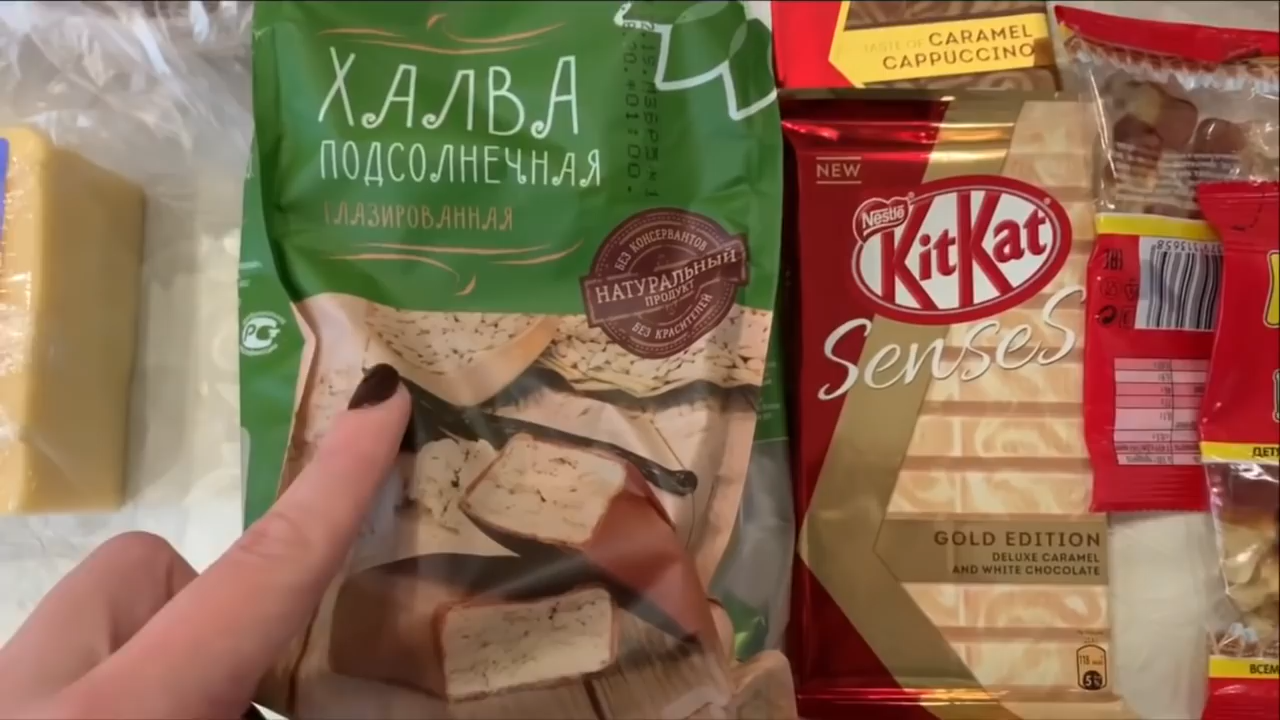 ХАЛВА
ПОДСОЛНЕЧНАЯ
ГЛАЗИРОВАННАЯ
БЕЗ КОНСЕРВАНТОВ
НАТУРАЛЬНЫЙ
ПРОДУКТ
БЕЗ КРАСИТЕЛЕЙ
TASTE OF CARAMEL
CAPPUCCINO
NEW
Nestlé
KitKat
Senses
GOLD EDITION
DELUXE CARAMEL
AND WHITE CHOCOLATE